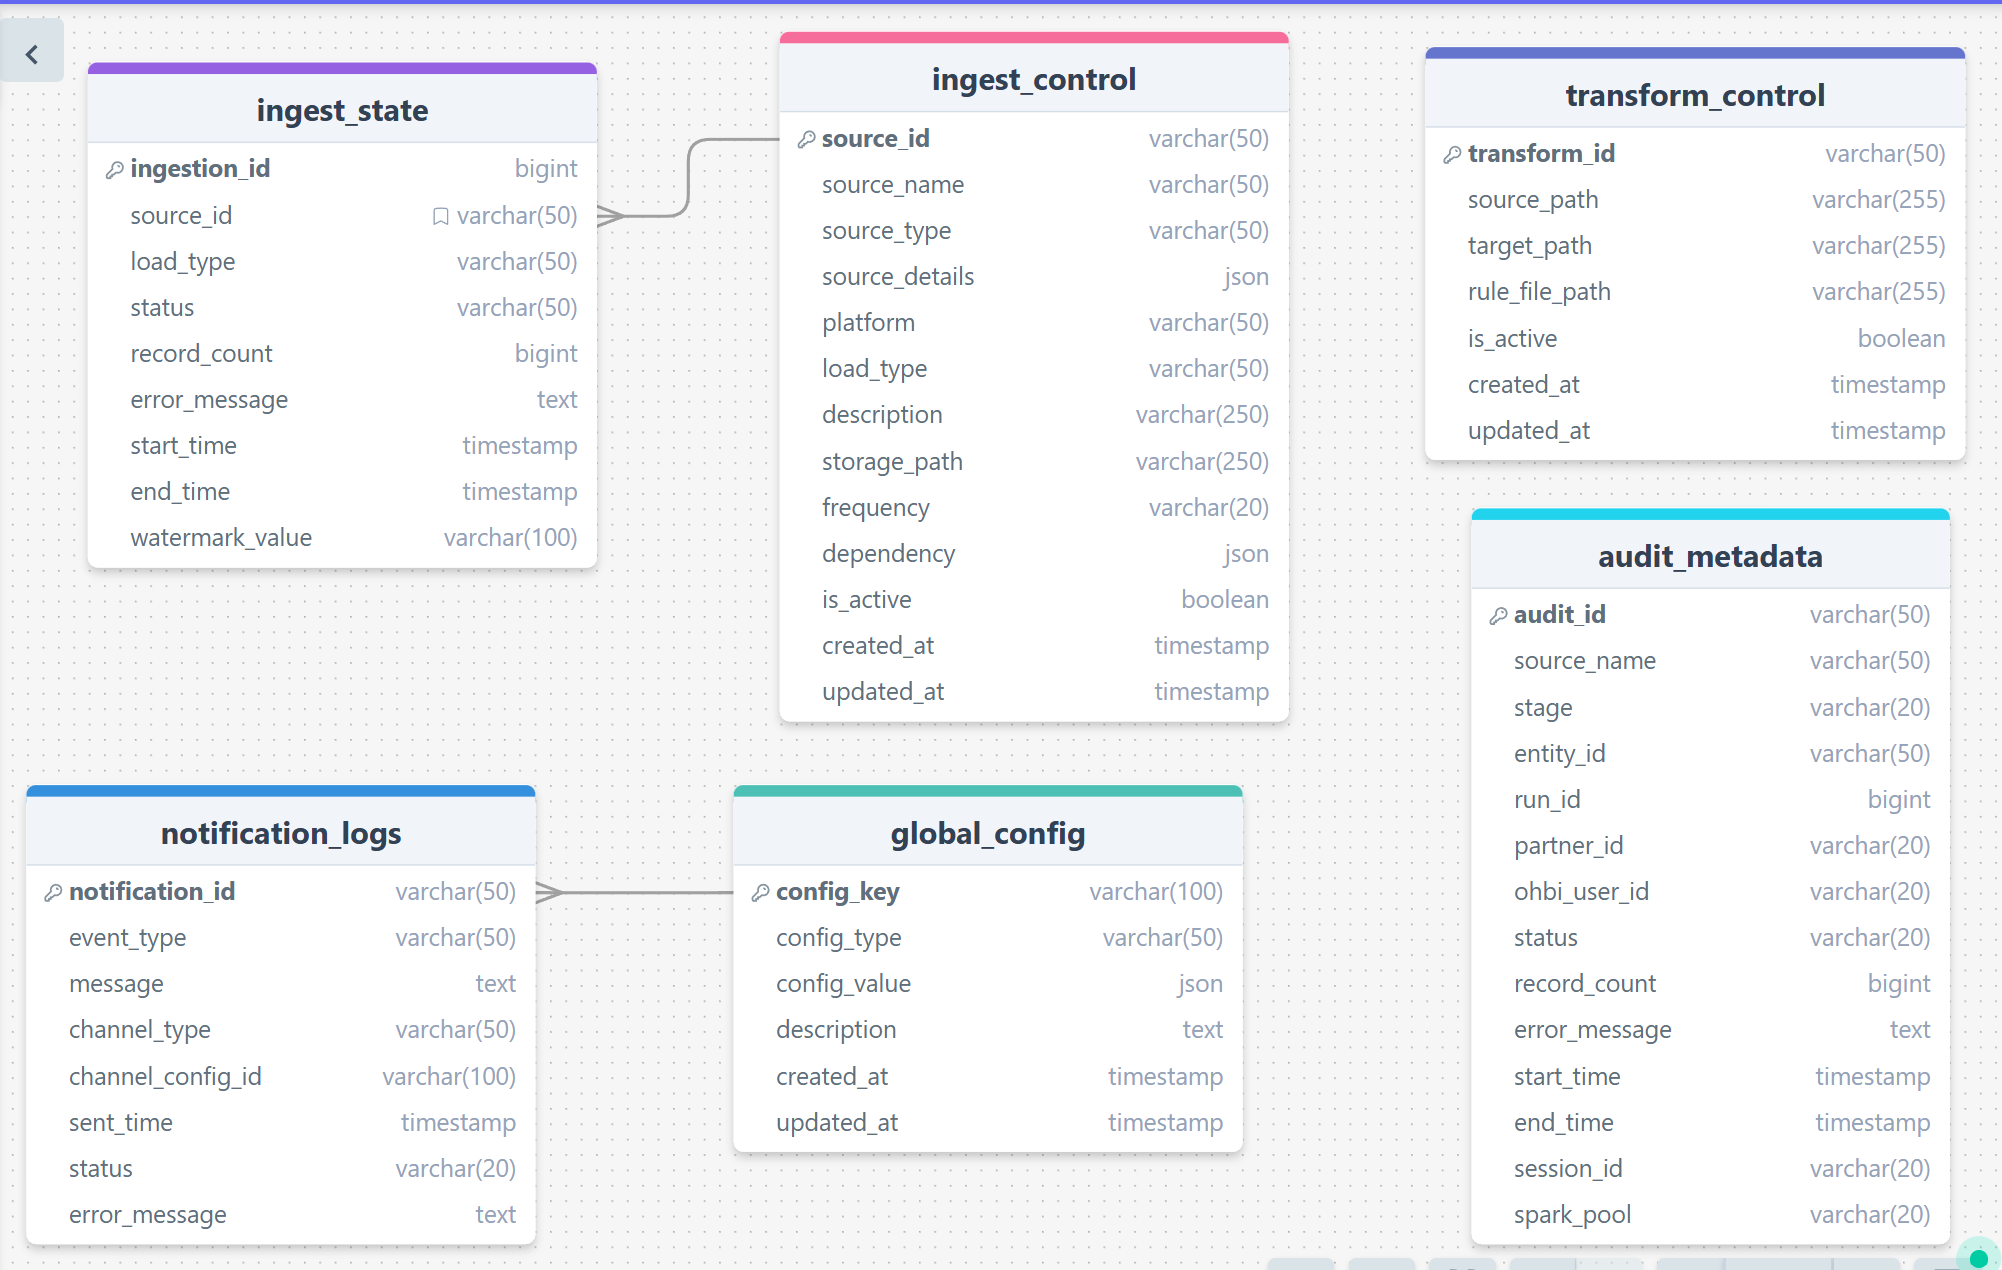 ingest_state
ingestion_id bigint
source_id varchar(50)
load_type varchar(50)
status varchar(50)
record_count bigint
error_message text
start_time timestamp
end_time timestamp
watermark_value varchar(100)
ingest_control
source_id varchar(50)
source_name varchar(50)
source_type varchar(50)
source_details json
platform varchar(50)
load_type varchar(50)
description varchar(250)
storage_path varchar(250)
frequency varchar(20)
dependency json
is_active boolean
created_at timestamp
updated_at timestamp
transform_control
transform_id varchar(50)
source_path varchar(255)
target_path varchar(255)
rule_file_path varchar(255)
is_active boolean
created_at timestamp
updated_at timestamp
notification_logs
notification_id varchar(50)
event_type varchar(50)
message text
channel_type varchar(50)
channel_config_id varchar(100)
sent_time timestamp
status varchar(20)
error_message text
global_config
config_key varchar(100)
config_type varchar(50)
config_value json
description text
created_at timestamp
updated_at timestamp
audit_metadata
audit_id varchar(50)
source_name varchar(50)
stage varchar(20)
entity_id varchar(50)
run_id bigint
partner_id varchar(20)
ohbi_user_id varchar(20)
status varchar(20)
record_count bigint
error_message text
start_time timestamp
end_time timestamp
session_id varchar(20)
spark_pool varchar(20)